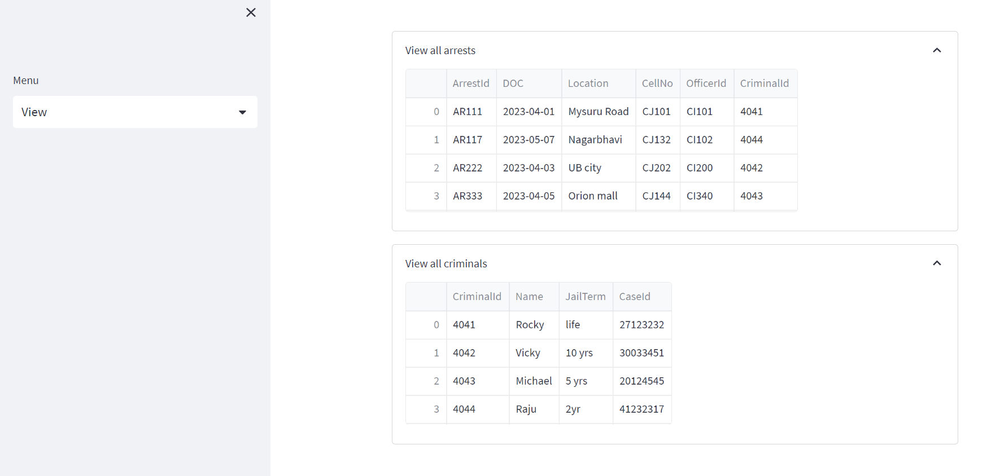 Menu
View
View all arrests
ArrestId DOC Location CellNo OfficerId CriminalId
0 AR111 2023-04-01 Mysuru Road CJ101 CI101 4041
1 AR117 2023-05-07 Nagarbhavi CJ132 CI102 4044
2 AR222 2023-04-03 UB city CJ202 CI200 4042
3 AR333 2023-04-05 Orion mall CJ144 CI340 4043
View all criminals
CriminalId Name JailTerm CaseId
0 4041 Rocky life 27123232
1 4042 Vicky 10 yrs 30033451
2 4043 Michael 5 yrs 20124545
3 4044 Raju 2yr 41232317